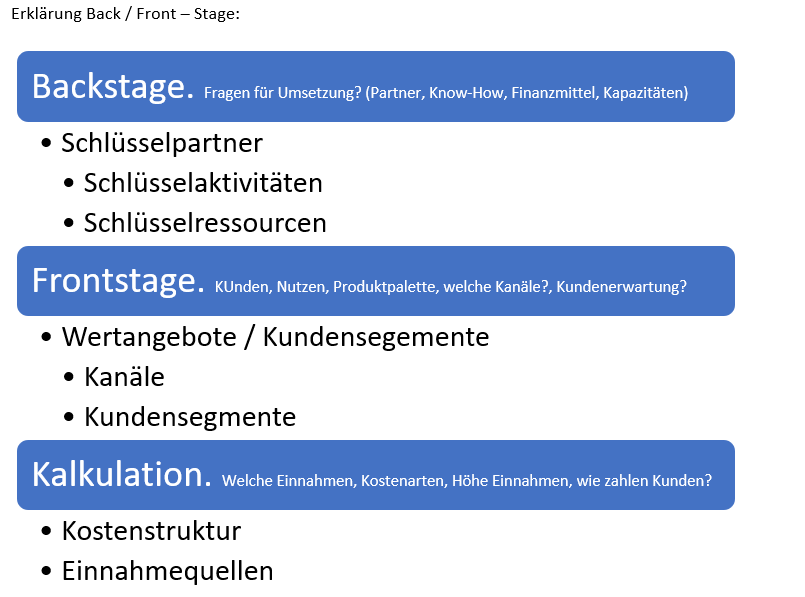 Erklärung Back / Front – Stage:
Backstage. Fragen für Umsetzung? (Partner, Know-How, Finanzmittel, Kapazitäten)
• Schlüsselpartner
• Schlüsselaktivitäten
• Schlüsselressourcen
Frontstage. KUnden, Nutzen, Produktpalette, welche Kanäle?, Kundenerwartung?
• Wertangebote / Kundensegemente
• Kanäle
• Kundensegmente
Kalkulation. Welche Einnahmen, Kostenarten, Höhe Einnahmen, wie zahlen Kunden?
• Kostenstruktur
• Einnahmequellen